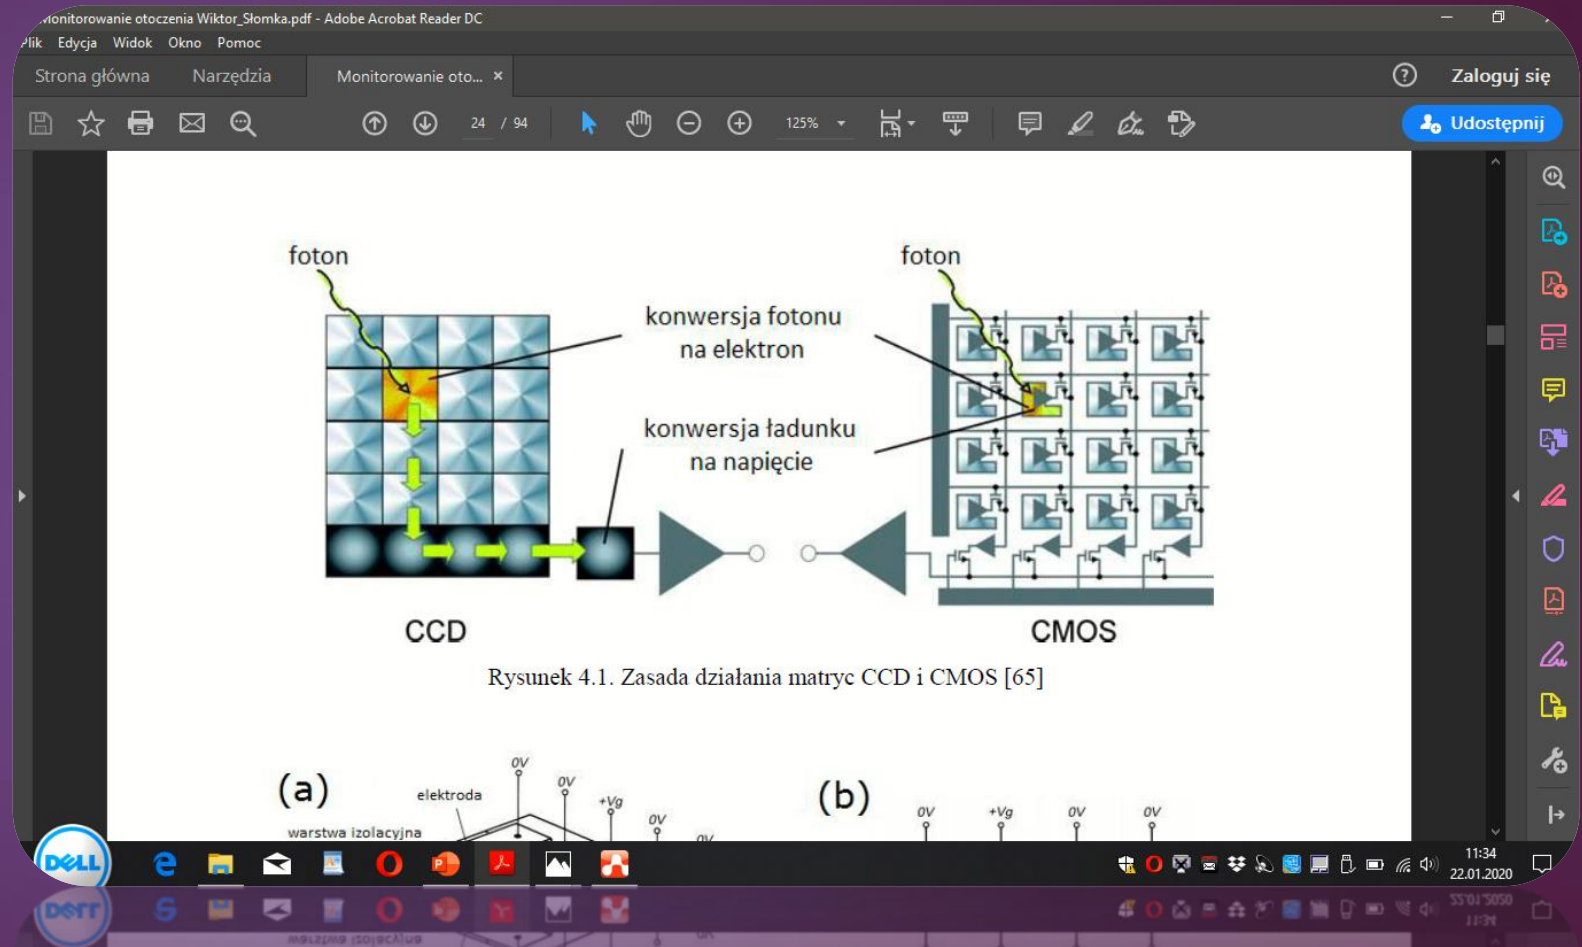 Monitorowanie otoczenia Wiktor_Słomka.pdf - Adobe Acrobat Reader DC
Plik Edycja Widok Okno Pomoc
Strona główna Narzędzia Monitorowanie oto... × Zaloguj się
24 / 94 125% Udostępnij
foton foton
konwersja fotonu
na elektron
konwersja ładunku
na napięcie
CCD CMOS
Rysunek 4.1. Zasada działania matryc CCD i CMOS [65]
(a) elektroda 0V 0V +Vg 0V 0V
warstwa izolacyjna
(b) 0V +Vg 0V 0V
DELL
11:34
22.01.2020